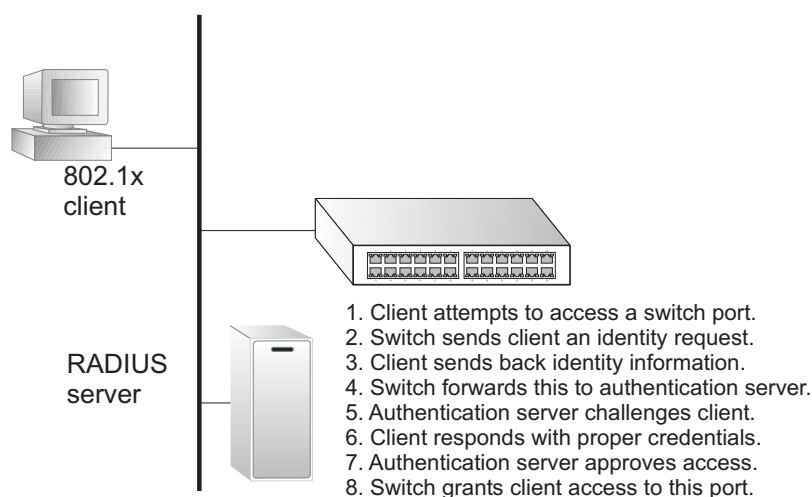 802.1x
client
1. Client attempts to access a switch port.
2. Switch sends client an identity request.
3. Client sends back identity information.
4. Switch forwards this to authentication server.
5. Authentication server challenges client.
6. Client responds with proper credentials.
7. Authentication server approves access.
8. Switch grants client access to this port.
RADIUS
server